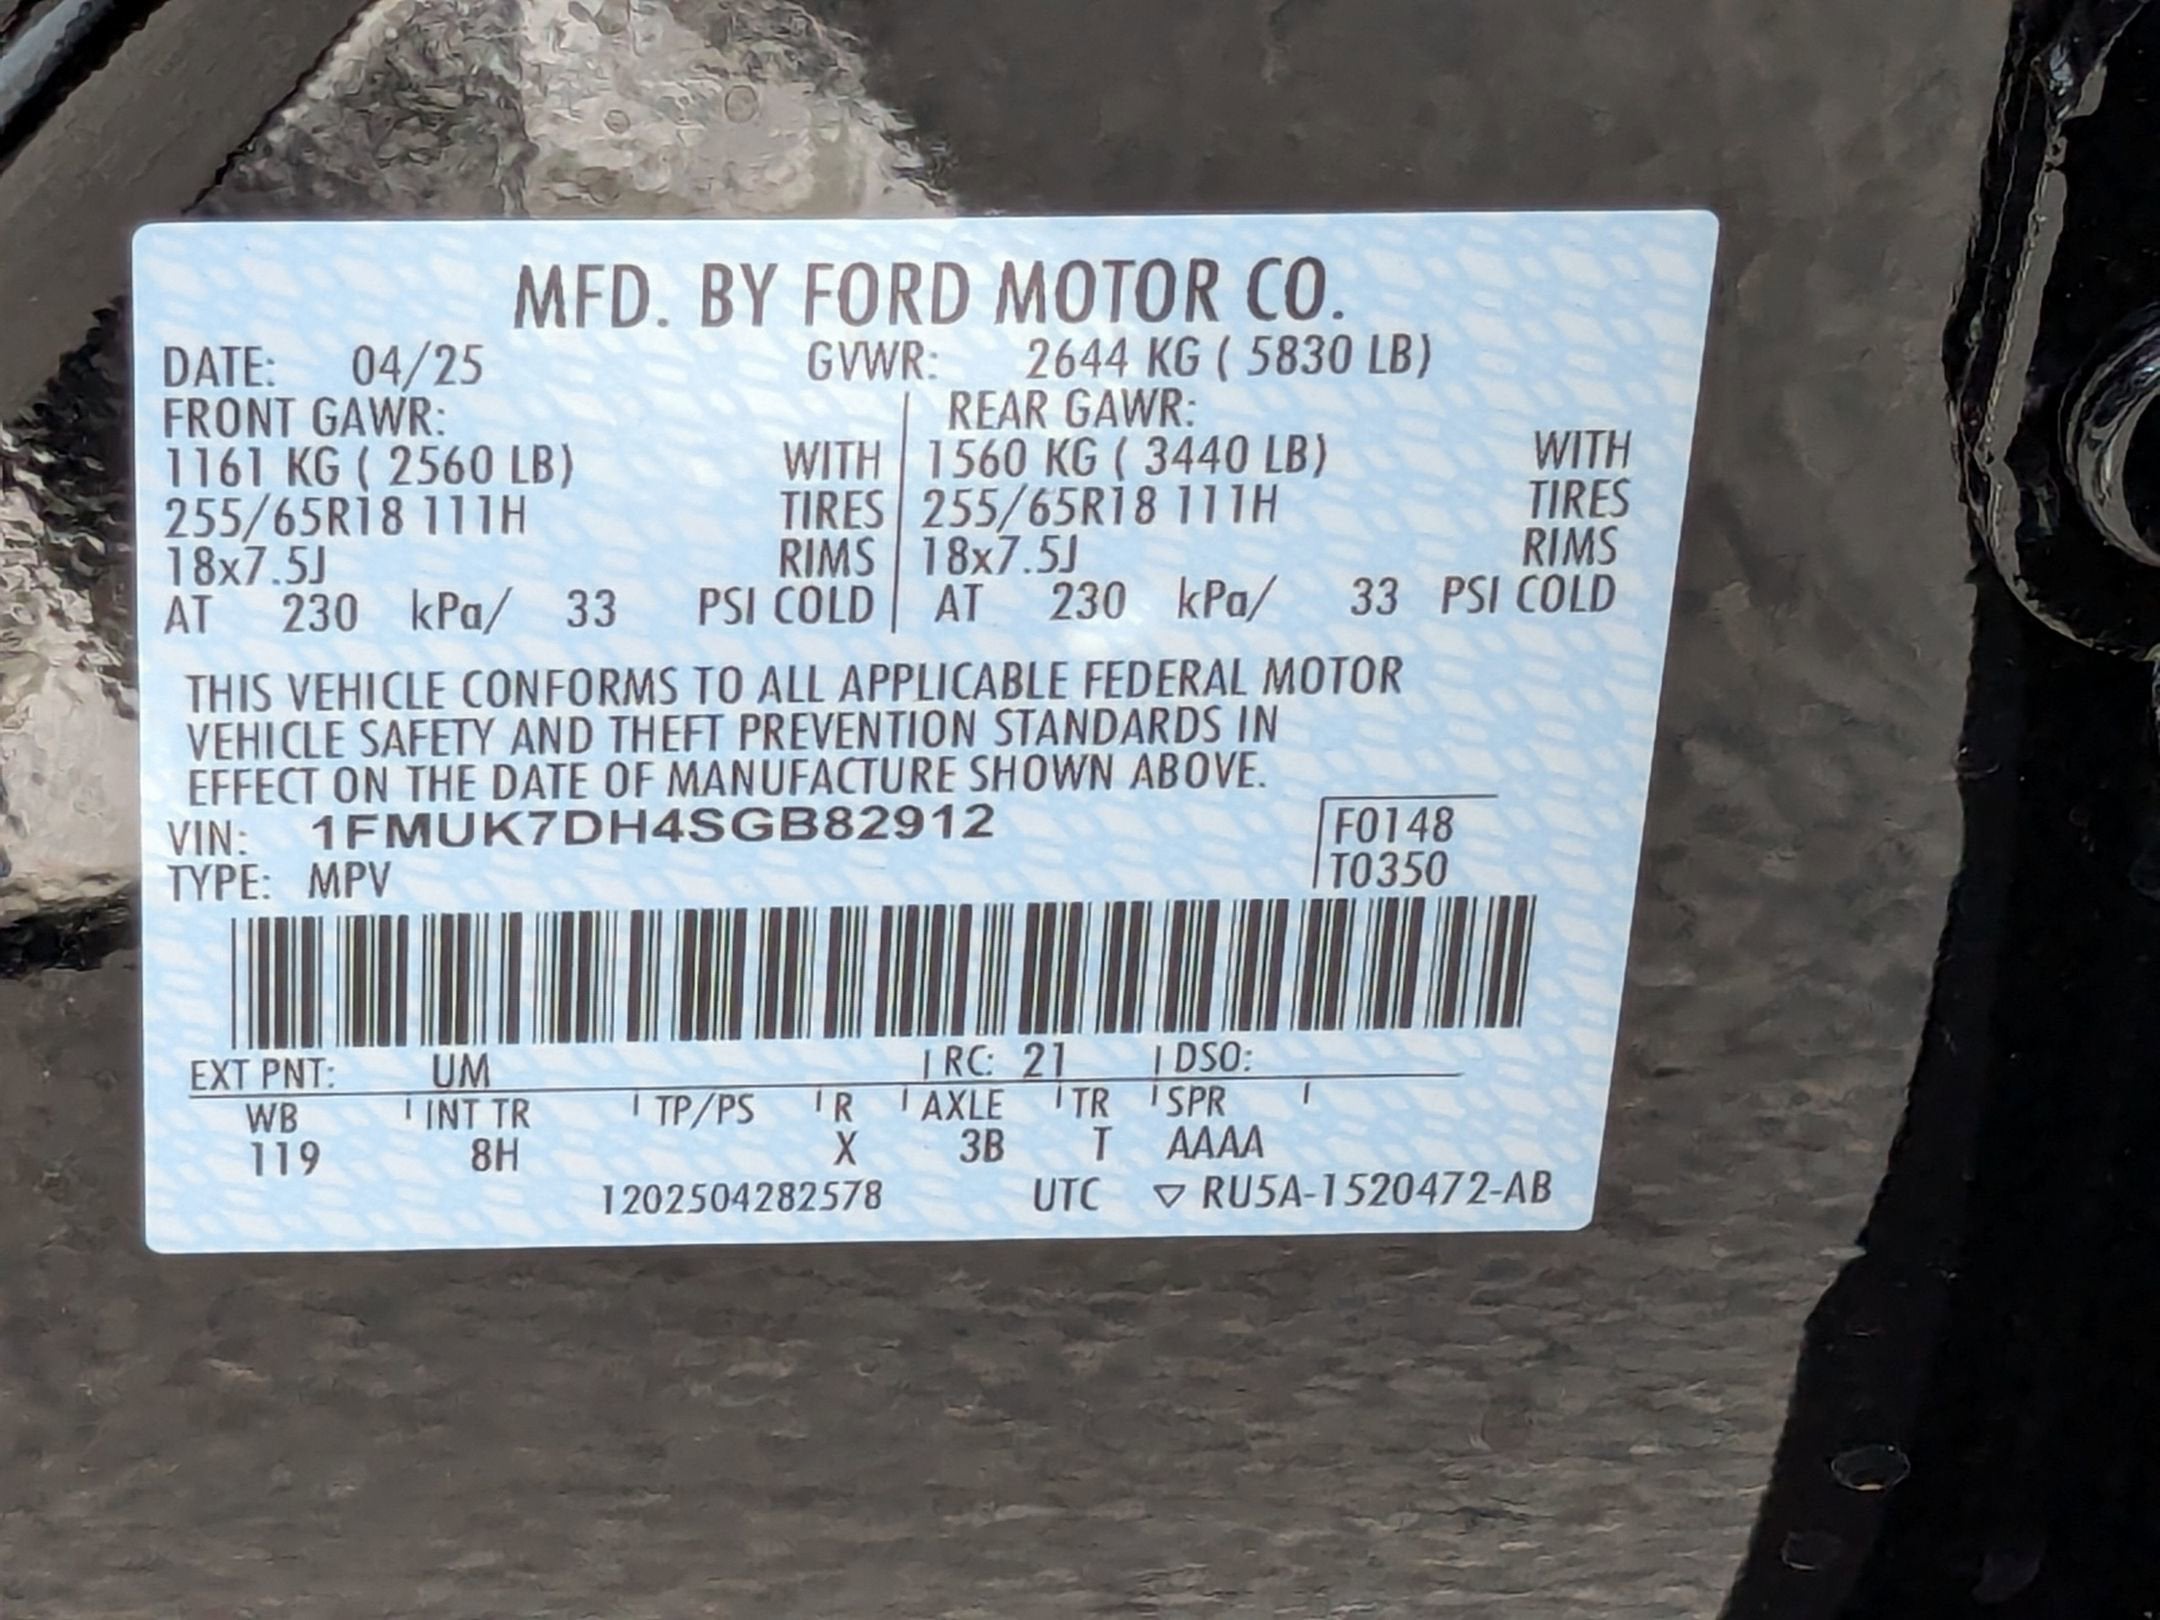 MFD. BY FORD MOTOR CO.
DATE: 04/25 GVWR: 2644 KG ( 5830 LB)
FRONT GAWR: REAR GAWR:
1161 KG ( 2560 LB) WITH 1560 KG ( 3440 LB) WITH
255/65R18 111H TIRES 255/65R18 111H TIRES
18x7.5J RIMS 18x7.5J RIMS
AT 230 kPa/ 33 PSI COLD AT 230 kPa/ 33 PSI COLD
THIS VEHICLE CONFORMS TO ALL APPLICABLE FEDERAL MOTOR
VEHICLE SAFETY AND THEFT PREVENTION STANDARDS IN
EFFECT ON THE DATE OF MANUFACTURE SHOWN ABOVE.
VIN: 1FMUK7DH4SGB82912 F0148
TYPE: MPV T0350
EXT PNT: UM RC: 21 DSO:
WB INT TR TP/PS R AXLE TR SPR
119 8H X 3B T AAAA
1202504282578 UTC ▽ RU5A-1520472-AB